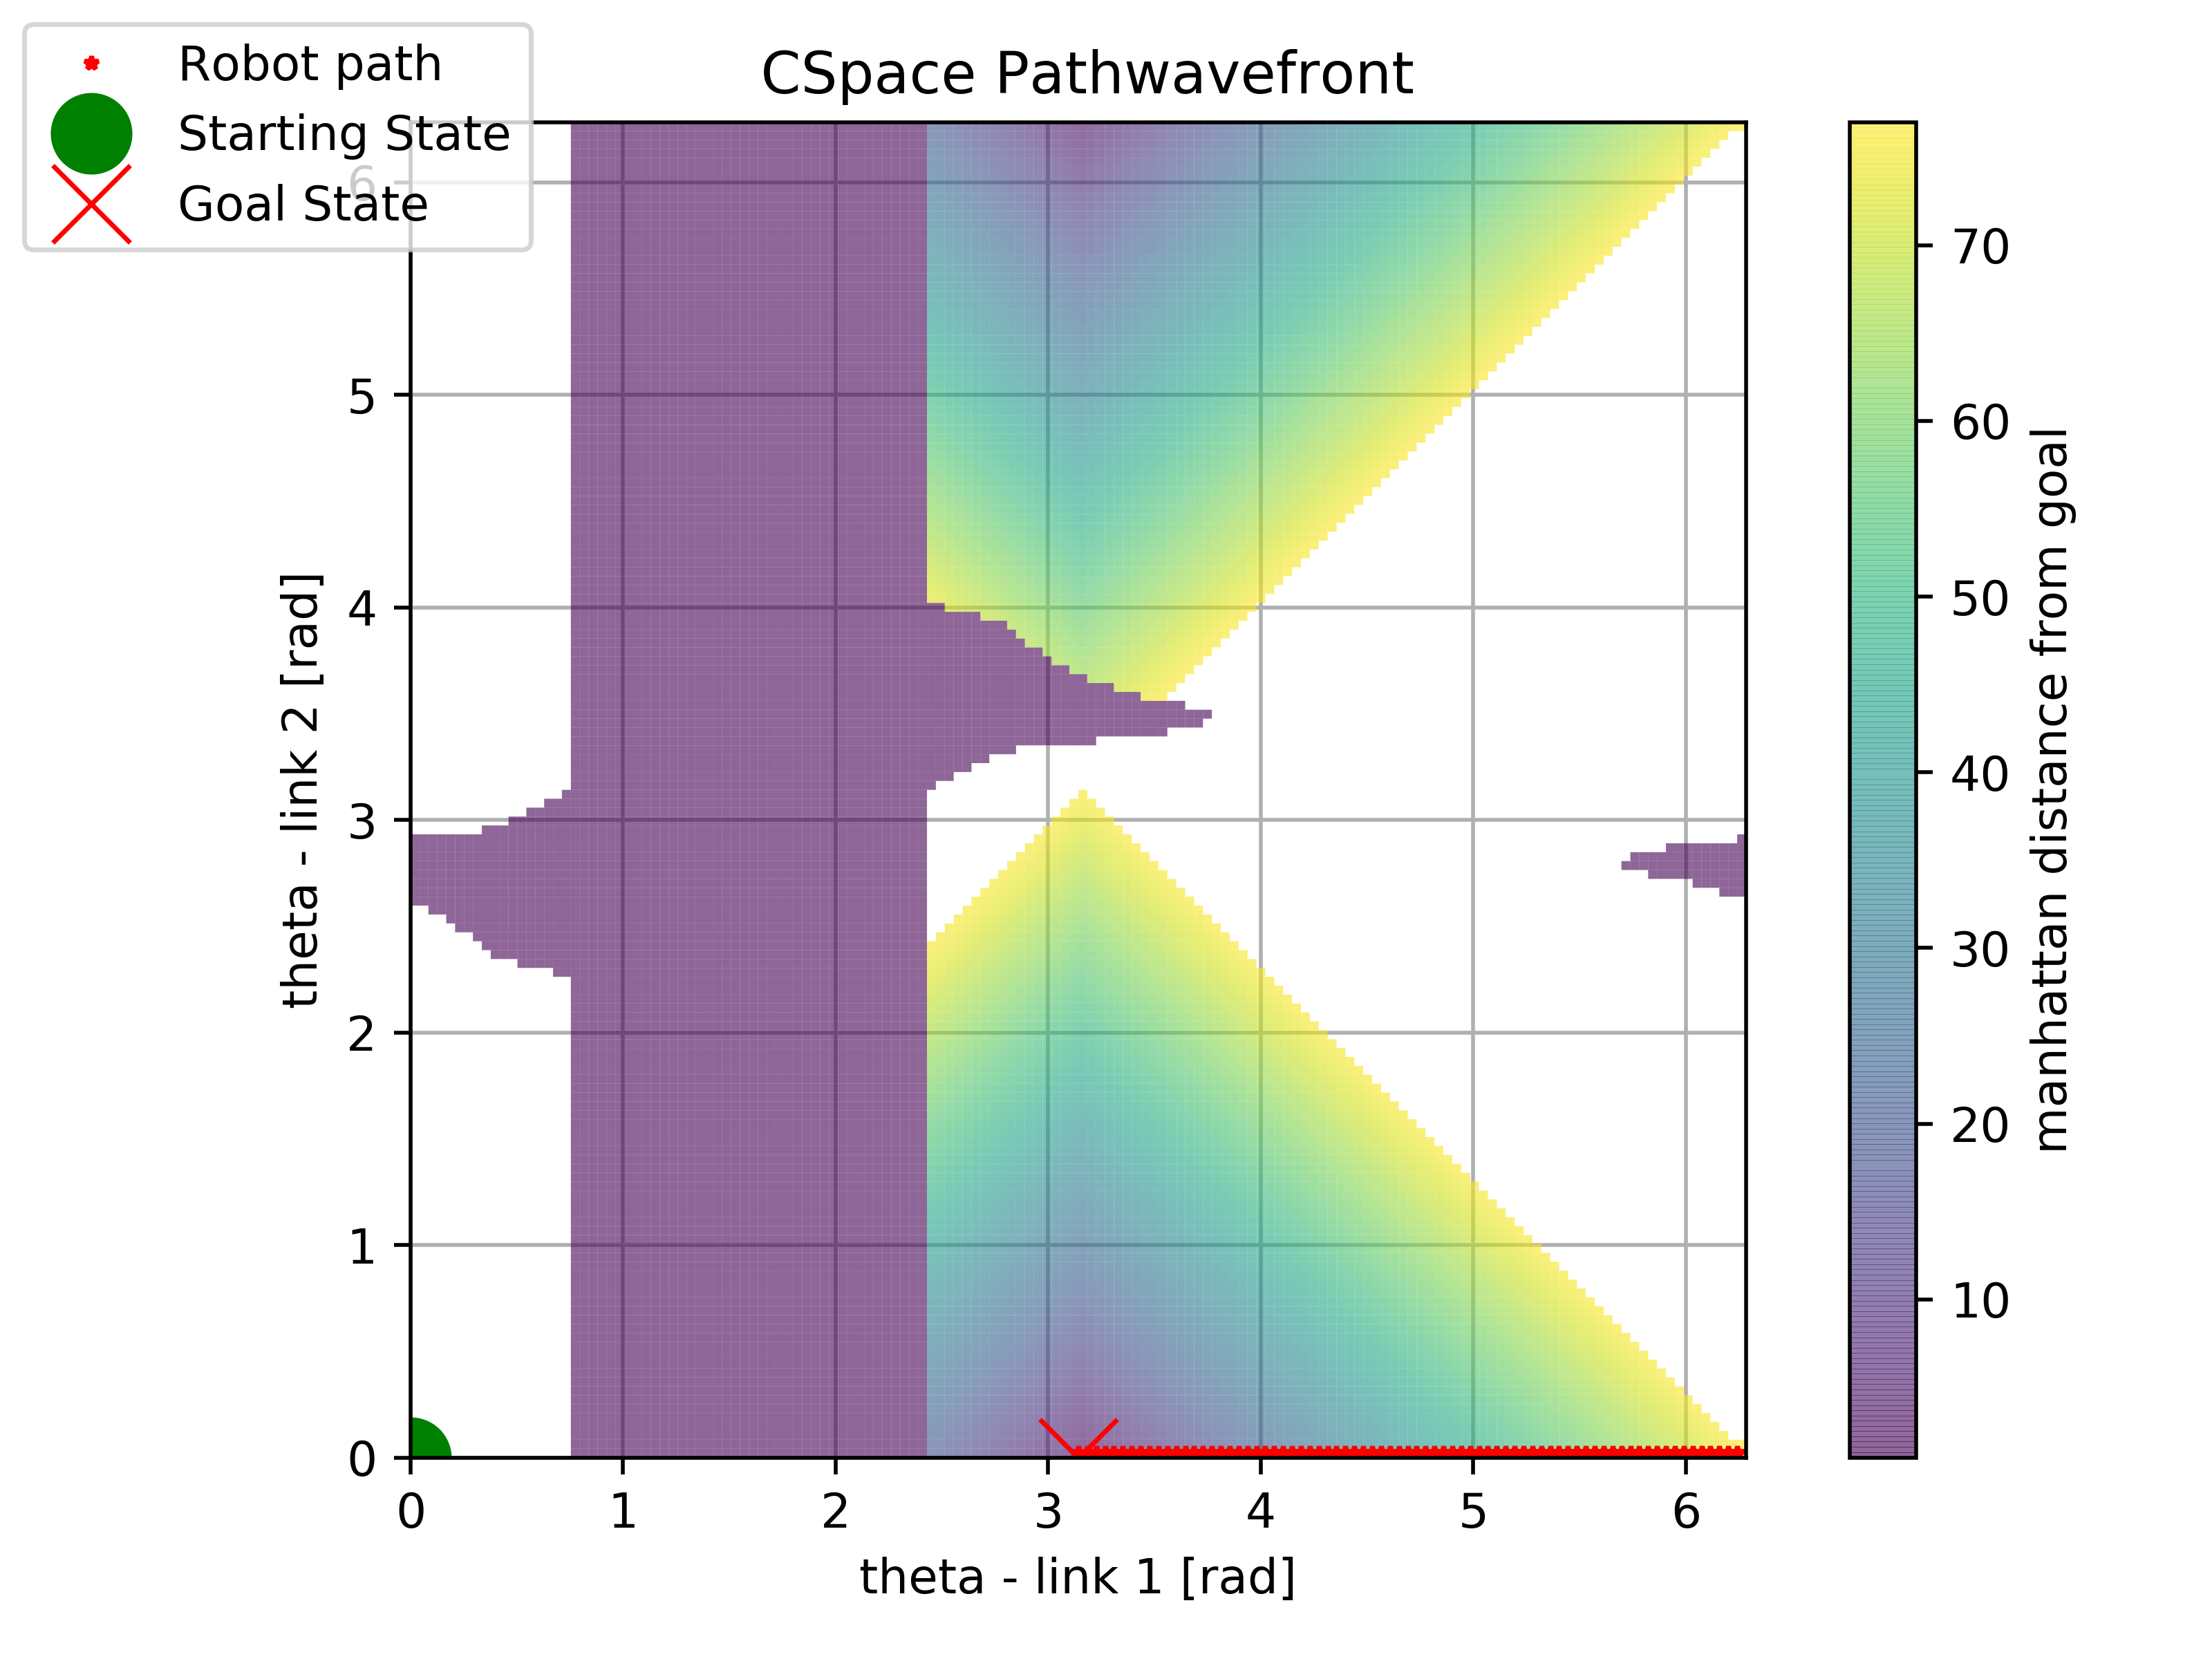 Robot path
Starting State
Goal State
CSpace Pathwavefront
6
5
4
3
2
1
0
theta - link 2 [rad]
0 1 2 3 4 5 6
theta - link 1 [rad]
70
60
50
40
30
20
10
manhattan distance from goal